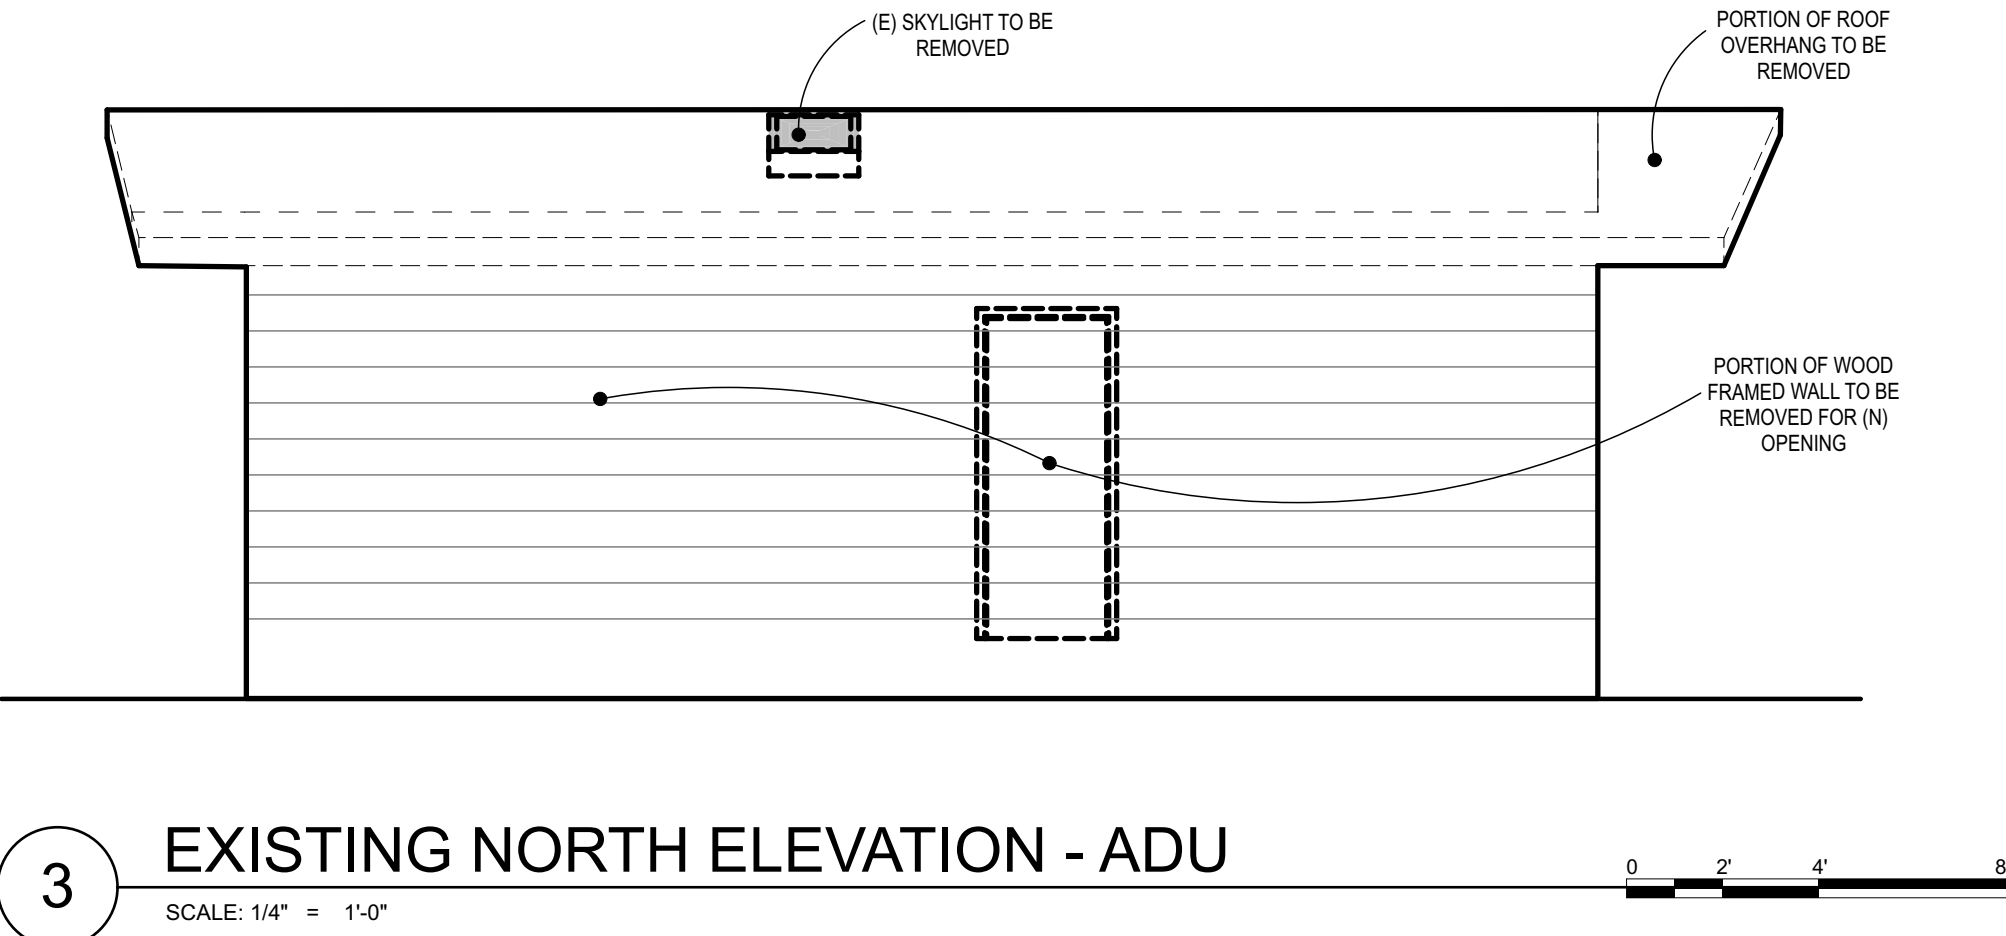 (E) SKYLIGHT TO BE
REMOVED
PORTION OF ROOF
OVERHANG TO BE
REMOVED
PORTION OF WOOD
FRAMED WALL TO BE
REMOVED FOR (N)
OPENING
3
EXISTING NORTH ELEVATION - ADU
SCALE: 1/4" = 1'-0"
0 2' 4' 8